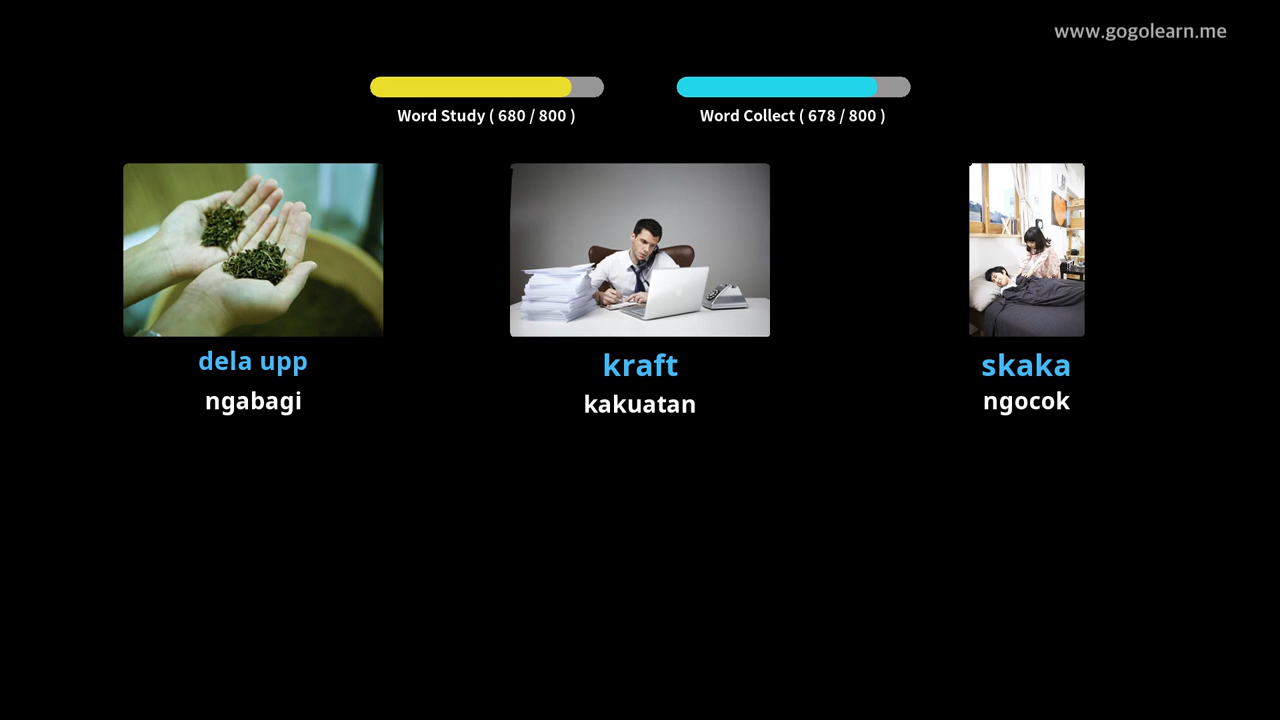 www.gogolearn.me
Word Study ( 680 / 800 )
Word Collect ( 678 / 800 )
dela upp
ngabagi
kraft
kakuatan
skaka
ngocok